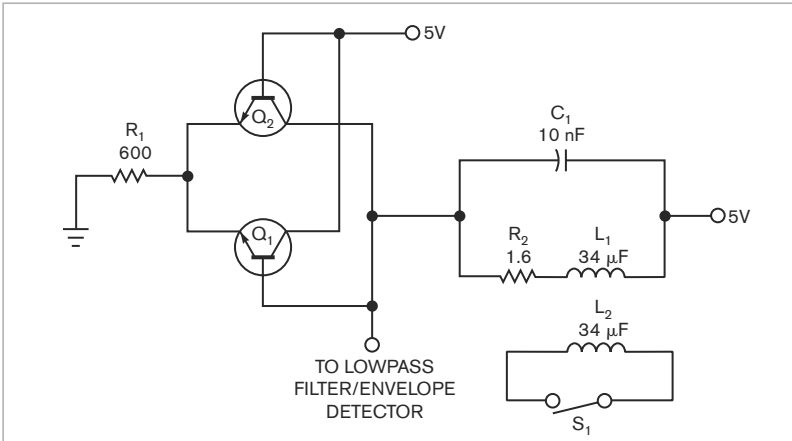 5V
Q₂
R₁
600
Q₁
C₁
10 nF
5V
R₂
1.6
L₁
34 μF
L₂
34 μF
S₁
TO LOWPASS
FILTER/ENVELOPE
DETECTOR